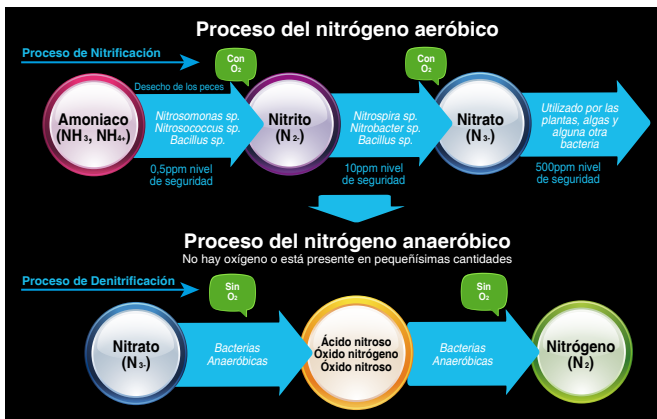 Proceso del nitrógeno aeróbico
Proceso de Nitrificación
Con
O₂
Con
O₂
Desecho de los peces
Amoniaco
(NH₃, NH₄₊)
Nitrosomonas sp.
Nitrosococcus sp.
Bacillus sp.
Nitrito
(N₂₋)
Nitrospira sp.
Nitrobacter sp.
Bacillus sp.
Nitrato
(N₃₋)
Utilizado por las
plantas, algas y
alguna otra
bacteria
0,5ppm nivel
de seguridad
10ppm nivel
de seguridad
500ppm nivel
de seguridad
Proceso del nitrógeno anaeróbico
No hay oxígeno o está presente en pequeñísimas cantidades
Proceso de Denitrificación
Sin
O₂
Sin
O₂
Nitrato
(N₃₋)
Bacterias
Anaeróbicas
Ácido nitroso
Óxido nitrógeno
Óxido nitroso
Bacterias
Anaeróbicas
Nitrógeno
(N₂)